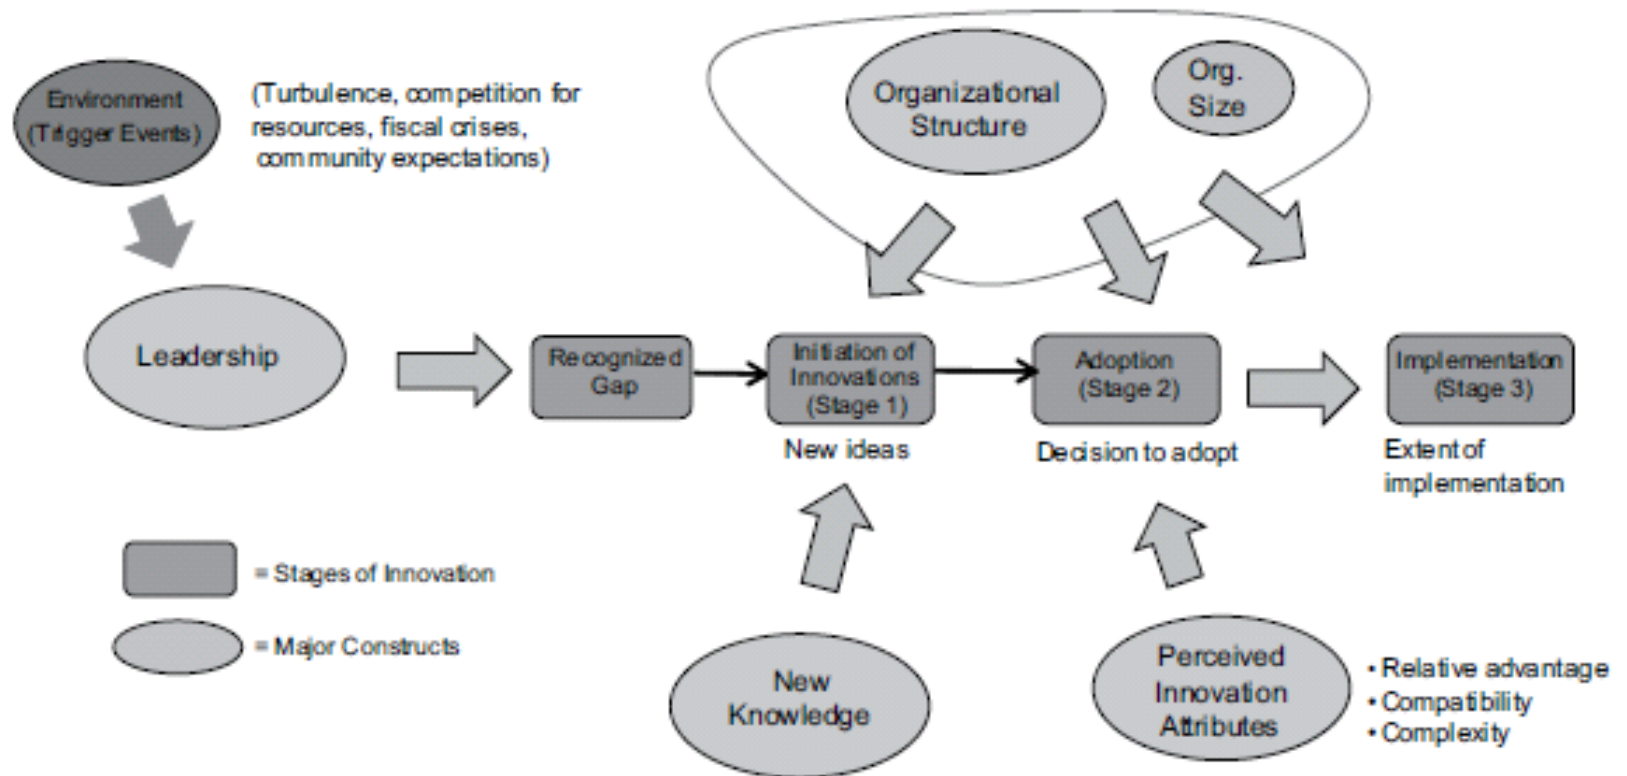 Environment
(Trigger Events)
(Turbulence, competition for
resources, fiscal crises,
community expectations)
Organizational
Structure
Org.
Size
Leadership
Recognized
Gap
Initiation of
Innovations
(Stage 1)
New ideas
Adoption
(Stage 2)
Decision to adopt
Implementation
(Stage 3)
Extent of
implementation
= Stages of Innovation
= Major Constructs
New
Knowledge
Perceived
Innovation
Attributes
• Relative advantage
• Compatibility
• Complexity